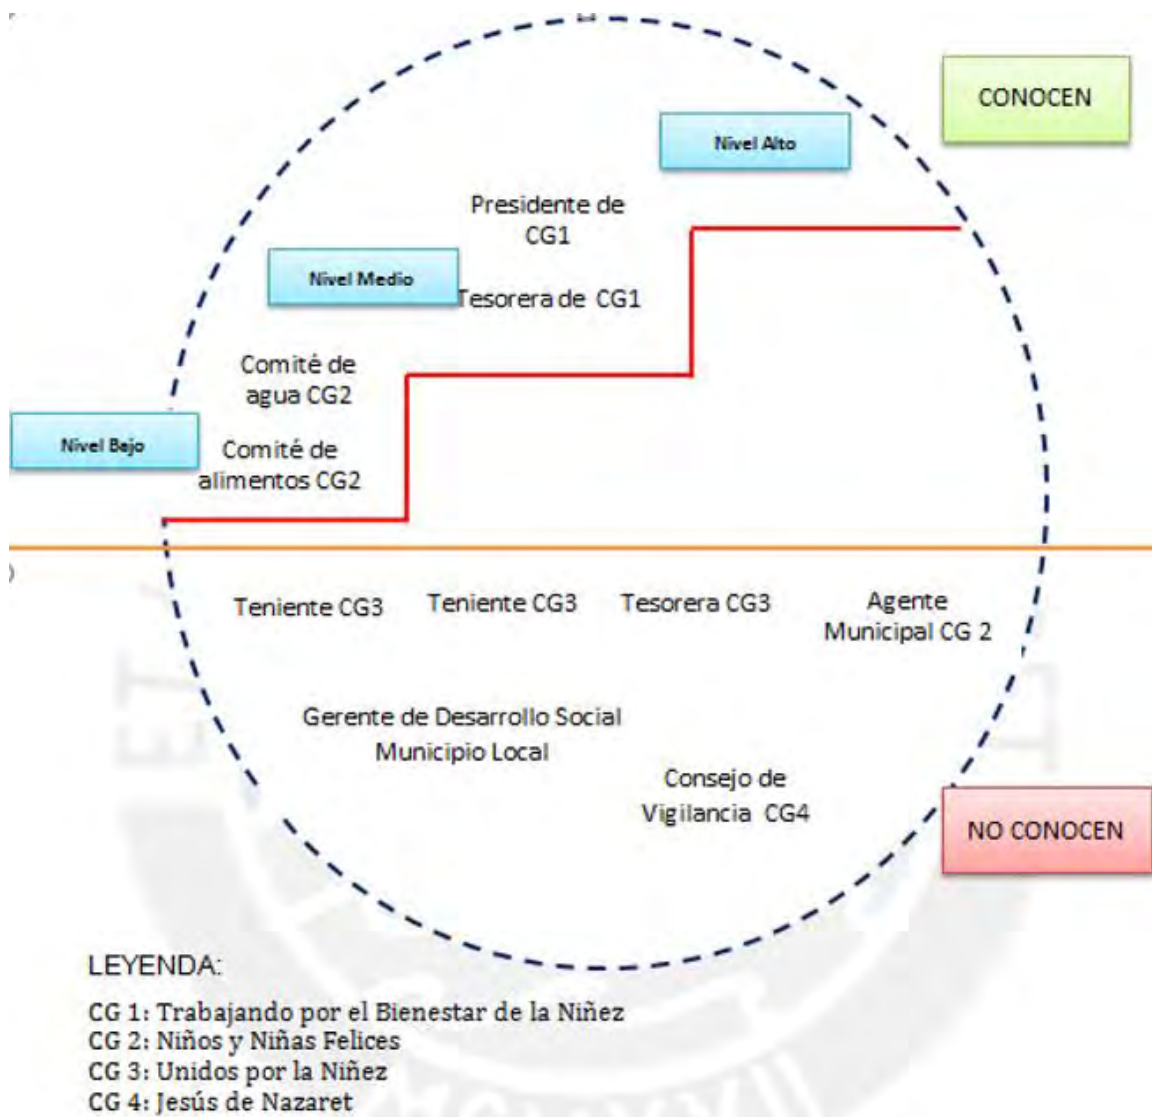 CONOCEN
Nivel Alto
Presidente de
CG1
Nivel Medio
Tesorera de CG1
Comité de
agua CG2
Nivel Bajo
Comité de
alimentos CG2
Teniente CG3
Teniente CG3
Tesorera CG3
Agente
Municipal CG 2
Gerente de Desarrollo Social
Municipio Local
Consejo de
Vigilancia CG4
NO CONOCEN
LEYENDA:
CG 1: Trabajando por el Bienestar de la Niñez
CG 2: Niños y Niñas Felices
CG 3: Unidos por la Niñez
CG 4: Jesús de Nazaret